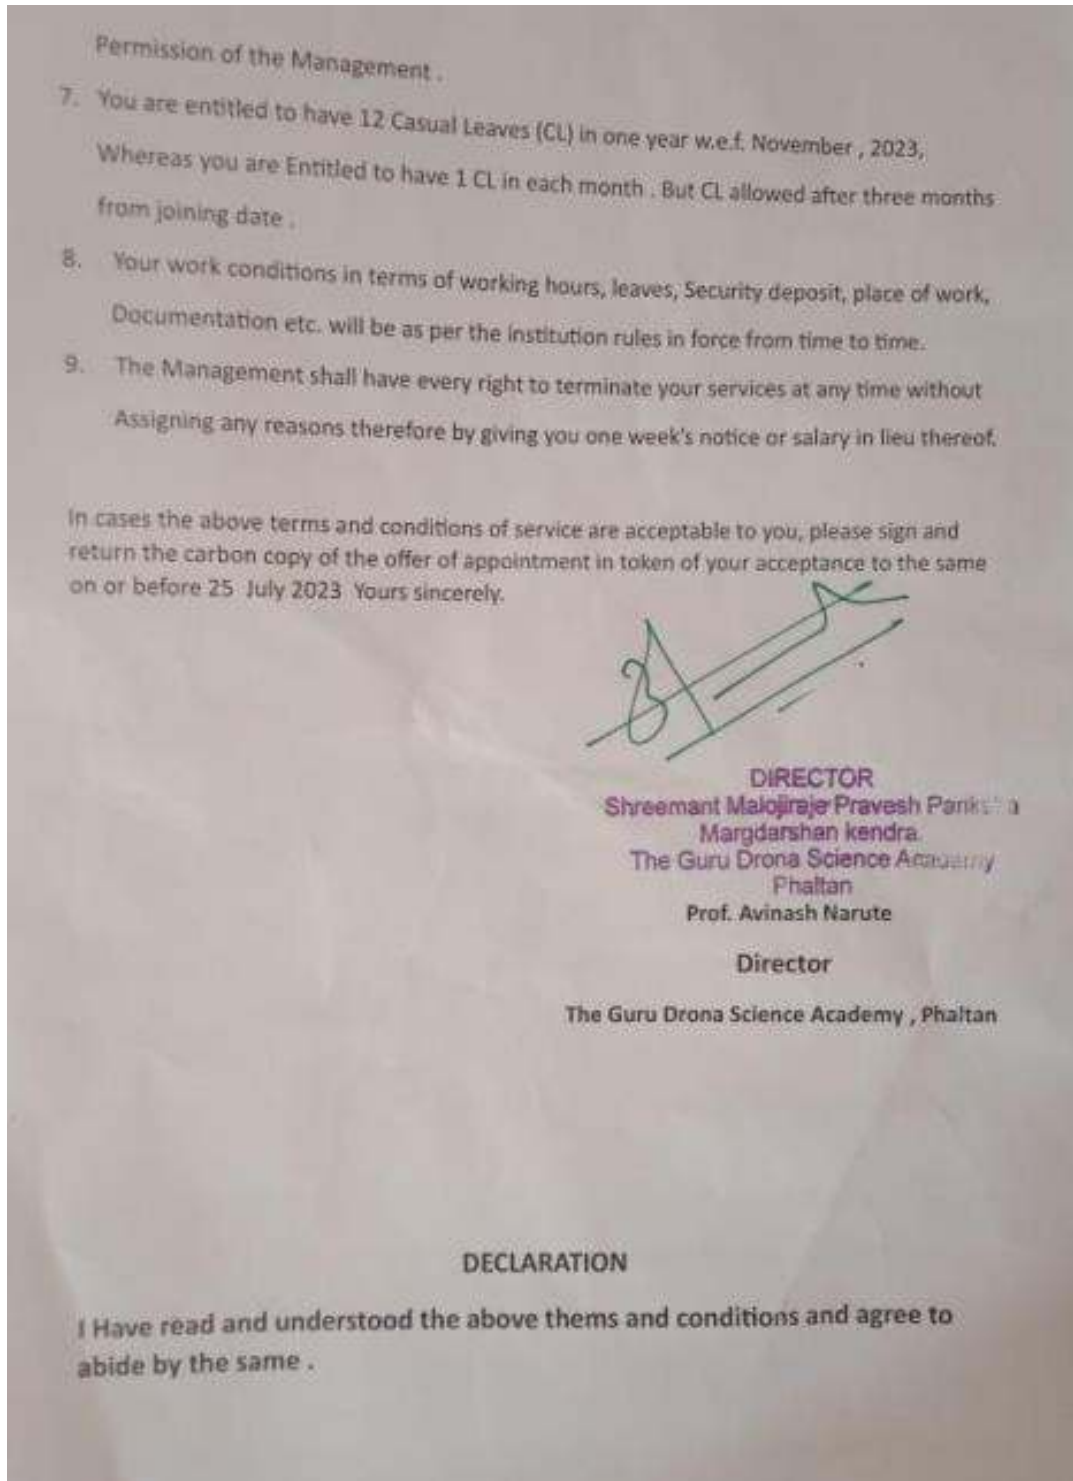 Permission of the Management .
7. You are entitled to have 12 Casual Leaves (CL) in one year w.e.f. November , 2023,
Whereas you are Entitled to have 1 CL in each month . But CL allowed after three months
from joining date .
8. Your work conditions in terms of working hours, leaves, Security deposit, place of work,
Documentation etc. will be as per the institution rules in force from time to time.
9. The Management shall have every right to terminate your services at any time without
Assigning any reasons therefore by giving you one week's notice or salary in lieu thereof.
In cases the above terms and conditions of service are acceptable to you, please sign and
return the carbon copy of the offer of appointment in token of your acceptance to the same
on or before 25 July 2023 Yours sincerely.
DIRECTOR
Shreemant Malojiraje Pravesh
Margdarshan kendra.
The Guru Drona Science Academy
Phaltan
Prof. Avinash Narute
Director
The Guru Drona Science Academy , Phaltan
DECLARATION
I Have read and understood the above thems and conditions and agree to
abide by the same .